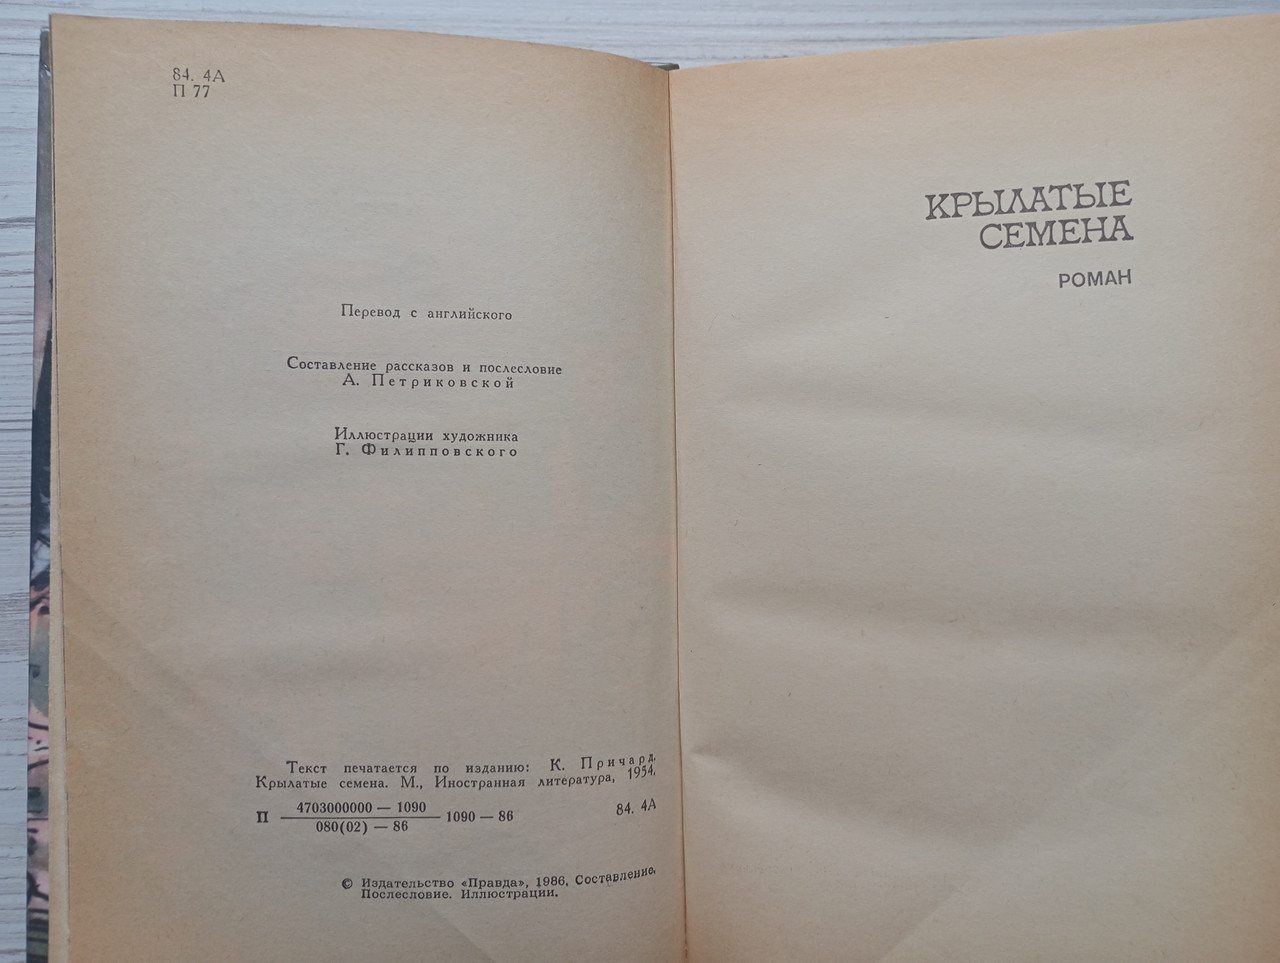 84. 4А
П 77
Перевод с английского
Составление рассказов и послесловие
А. Петриковской
Иллюстрации художника
Г. Филипповского
Текст печатается по изданию: К. Причард.
Крылатые семена. М., Иностранная литература, 1954.
П 4703000000 — 1090
080(02) — 86
1090 — 86
84. 4А
© Издательство «Правда», 1986. Составление.
Послесловие. Иллюстрации.
КРЫЛАТЫЕ
СЕМЕНА
РОМАН